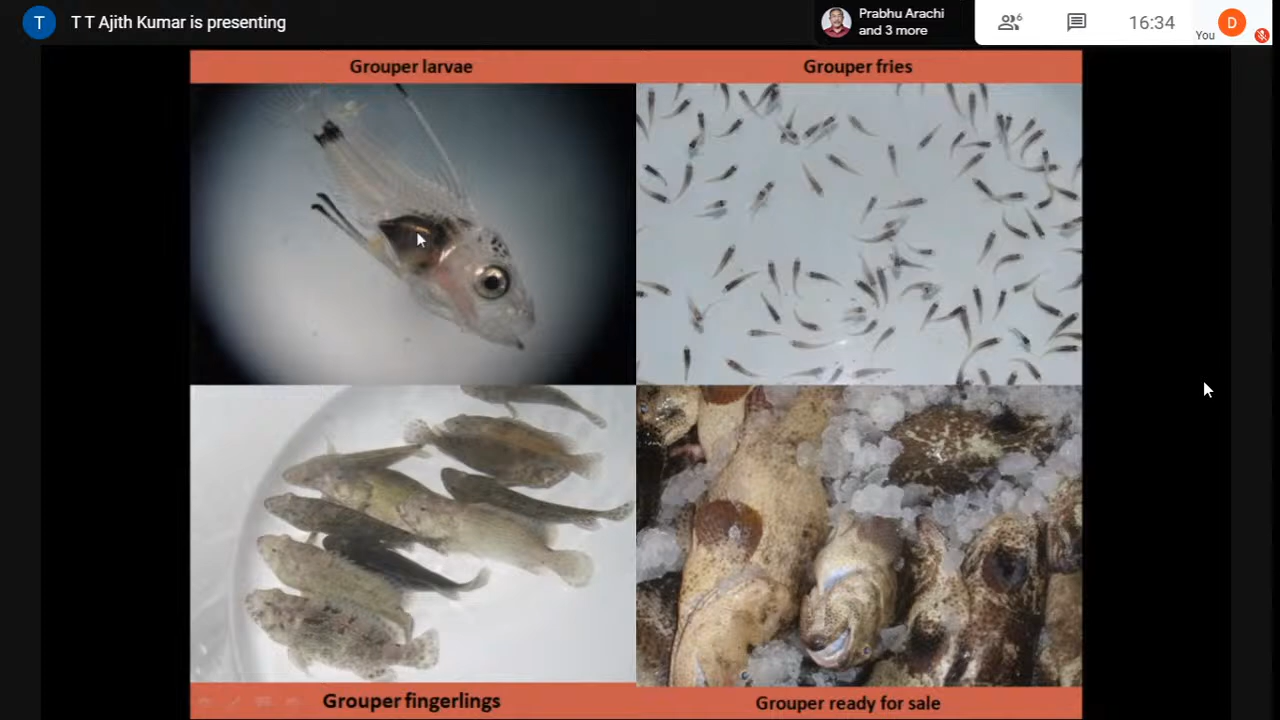 T
T T Ajith Kumar is presenting
Prabhu Arachi
and 3 more
6
16:34
You
D
Grouper larvae
Grouper fries
Grouper fingerlings
Grouper ready for sale